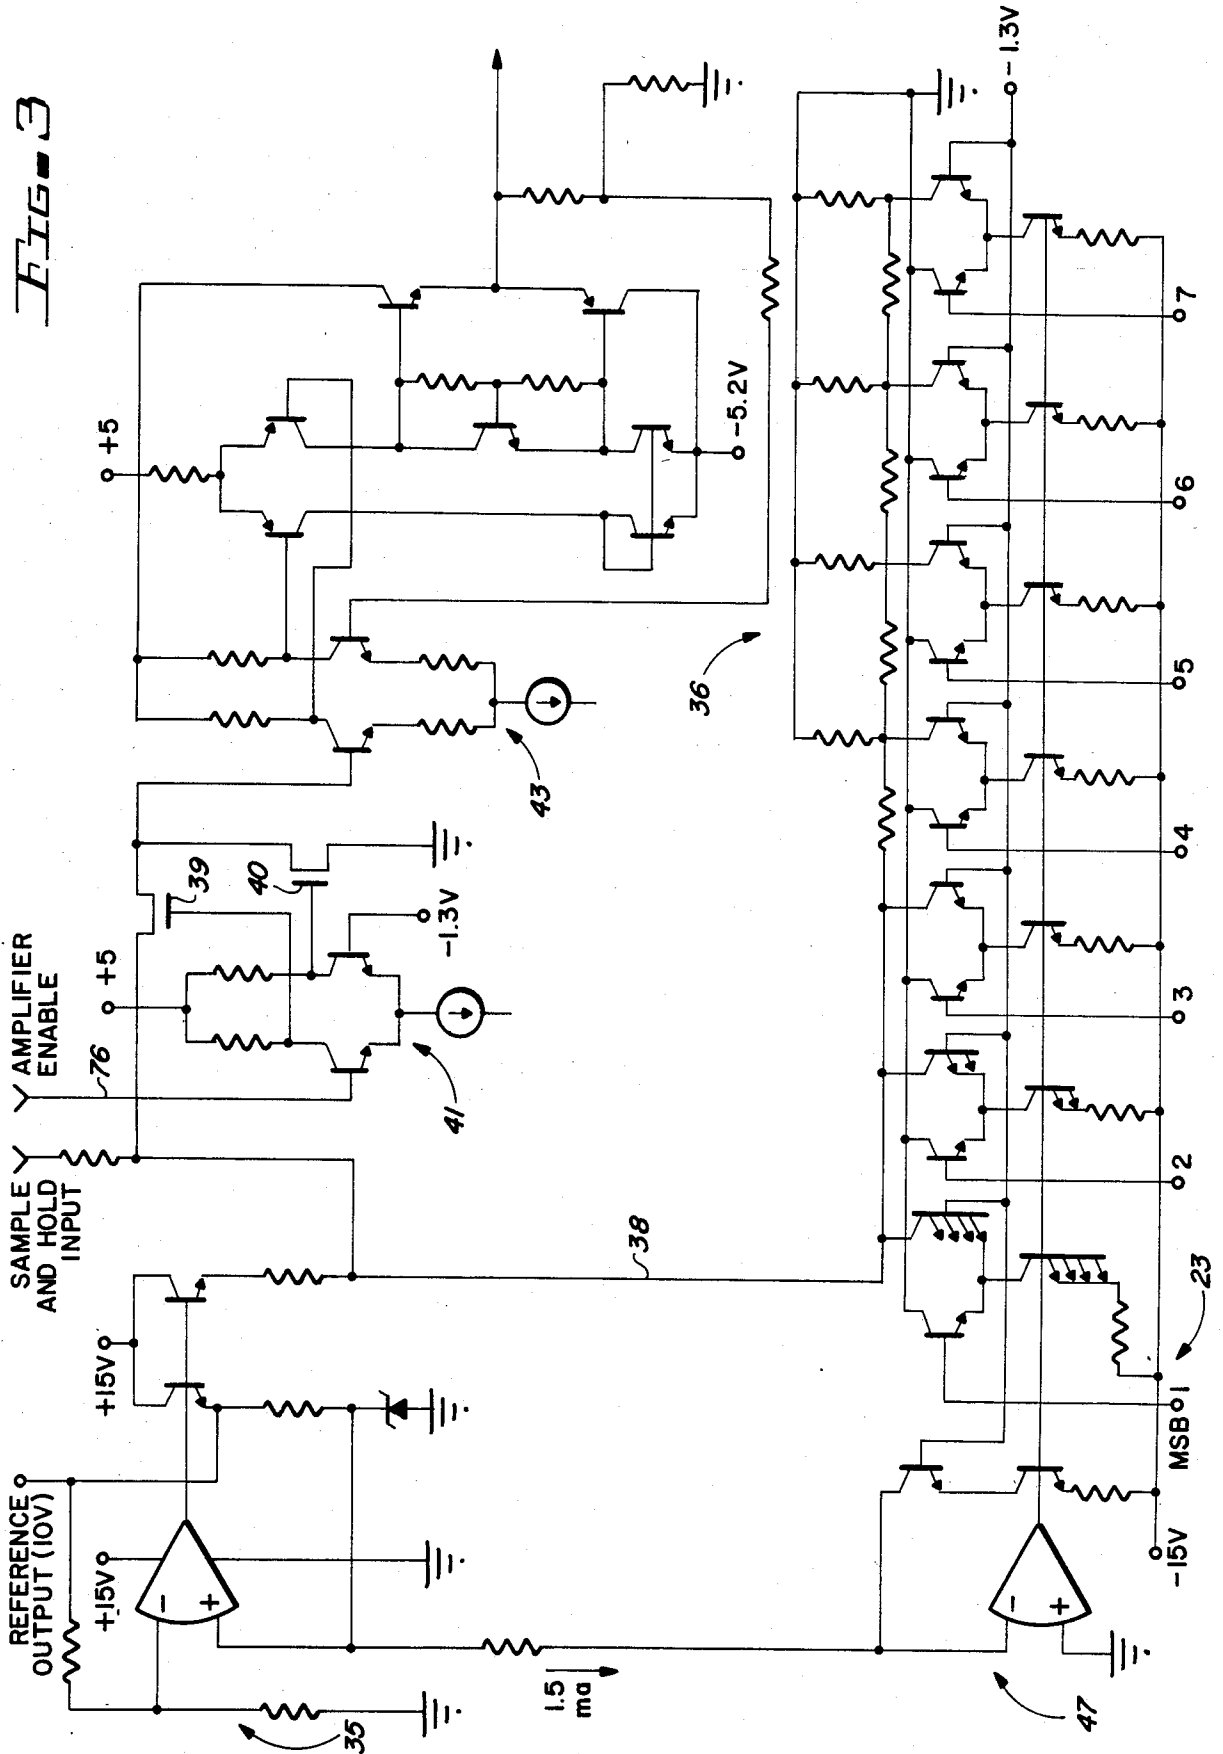 FIG-3
SAMPLE
AND HOLD
INPUT
AMPLIFIER
ENABLE
76
REFERENCE
OUTPUT (10V)
+15V
+15V
+5
+5
39
40
-1.3V
41
43
-5.2V
35
38
1.5
ma
36
-1.3V
47
-15V
MSB 1
23
2
3
4
5
6
7
- 
+
-
+